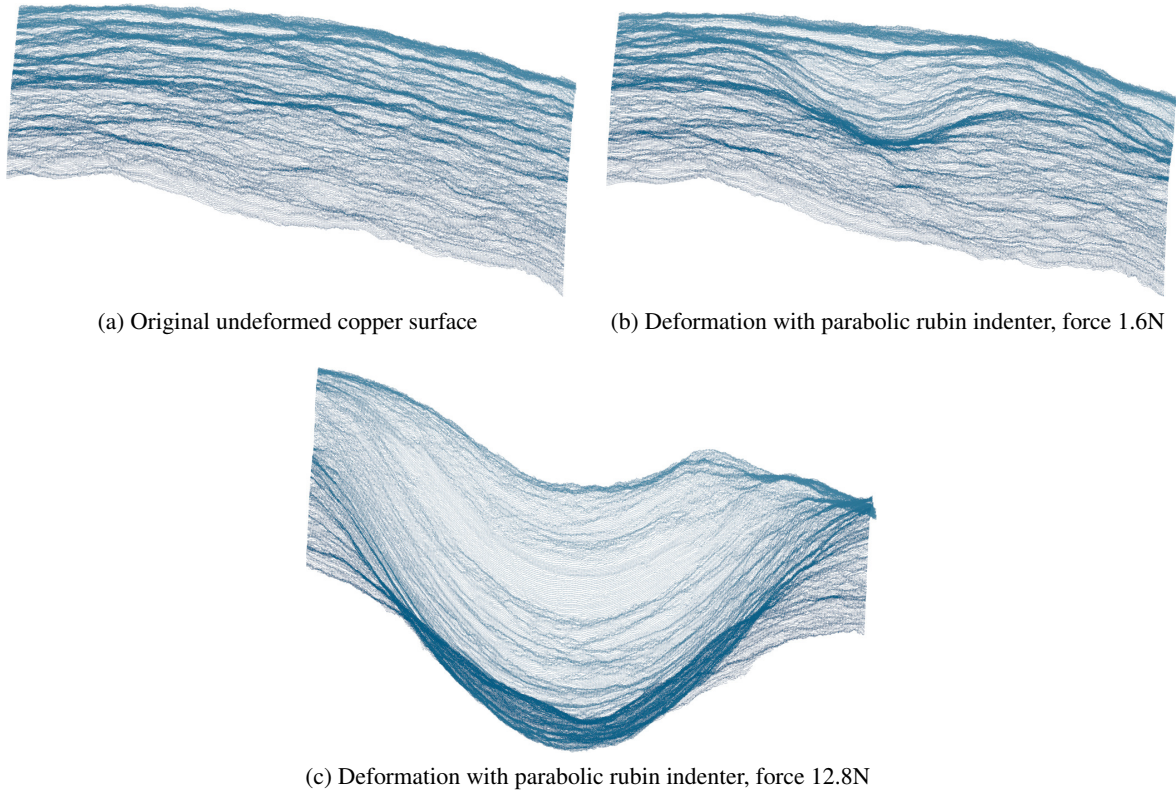 (a) Original undeformed copper surface
(b) Deformation with parabolic rubin indenter, force 1.6N
(c) Deformation with parabolic rubin indenter, force 12.8N